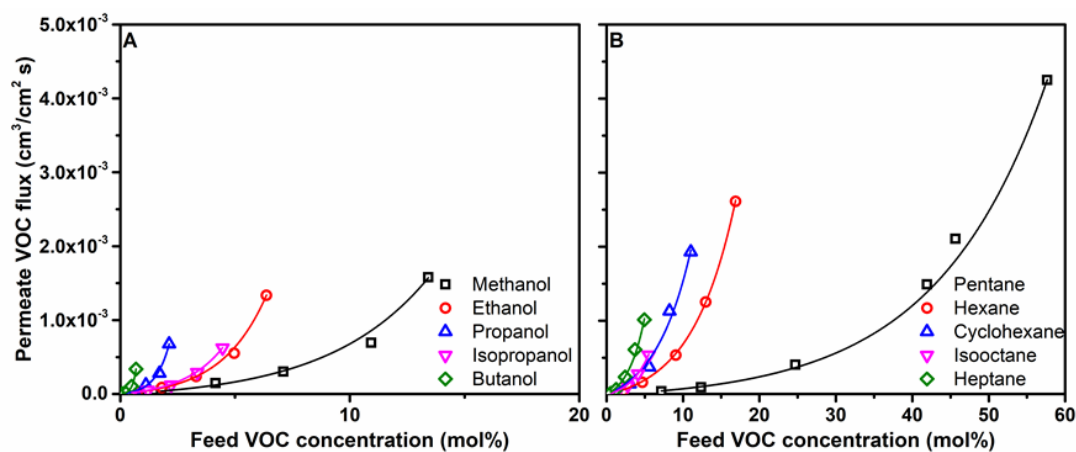 A
B
Permeate VOC flux (cm³/cm² s)
5.0x10⁻³
4.0x10⁻³
3.0x10⁻³
2.0x10⁻³
1.0x10⁻³
0.0
Methanol
Ethanol
Propanol
Isopropanol
Butanol
Pentane
Hexane
Cyclohexane
Isooctane
Heptane
0 10 20
0 10 20 30 40 50 60
Feed VOC concentration (mol%)
Feed VOC concentration (mol%)